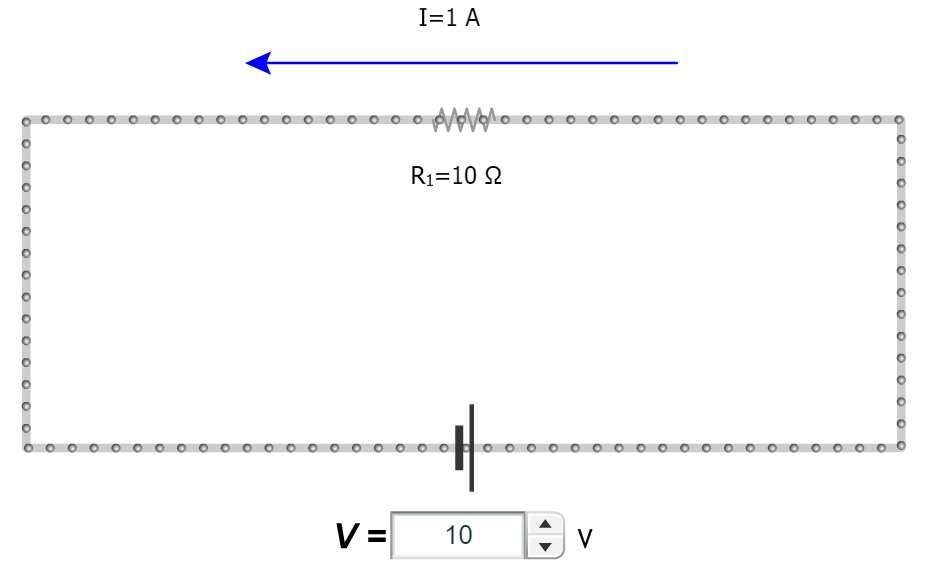 I=1 A
R₁=10 Ω
V = 10 V